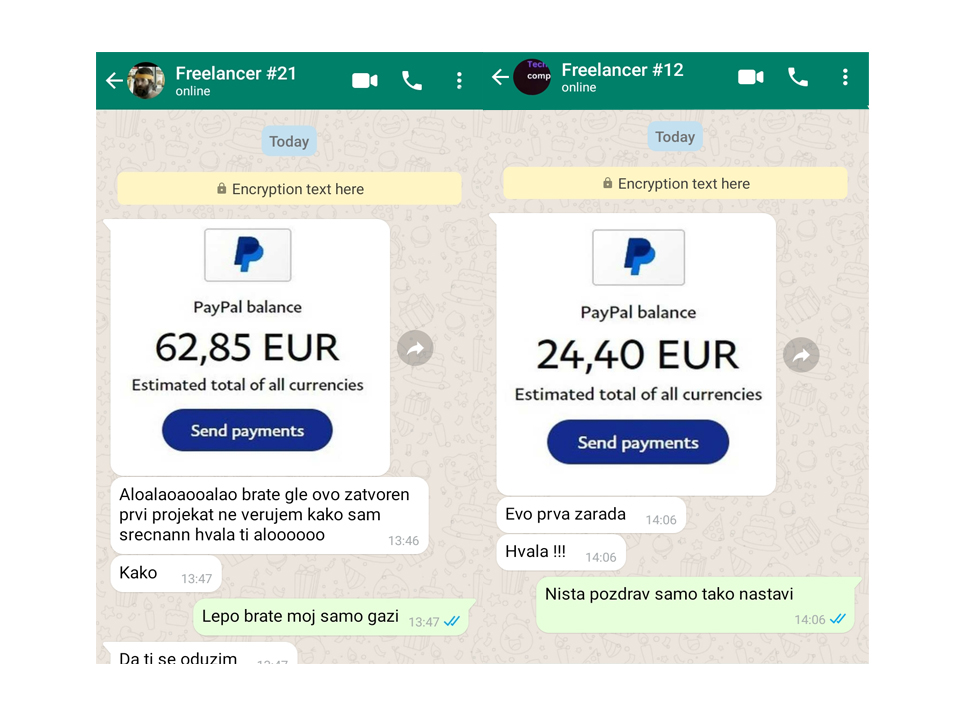 Freelancer #21
online
Today
Encryption text here
PayPal balance
62,85 EUR
Estimated total of all currencies
Send payments
Aloalaoaooalao brate gle ovo zatvoren
prvi projekat ne verujem kako sam
srecnann hvala ti aloooooo
13:46
Kako 13:47
Lepo brate moj samo gazi 13:47
Da ti se oduzim 13:47
Tech
comp
Freelancer #12
online
Today
Encryption text here
PayPal balance
24,40 EUR
Estimated total of all currencies
Send payments
Evo prva zarada 14:06
Hvala !!! 14:06
Nista pozdrav samo tako nastavi
14:06